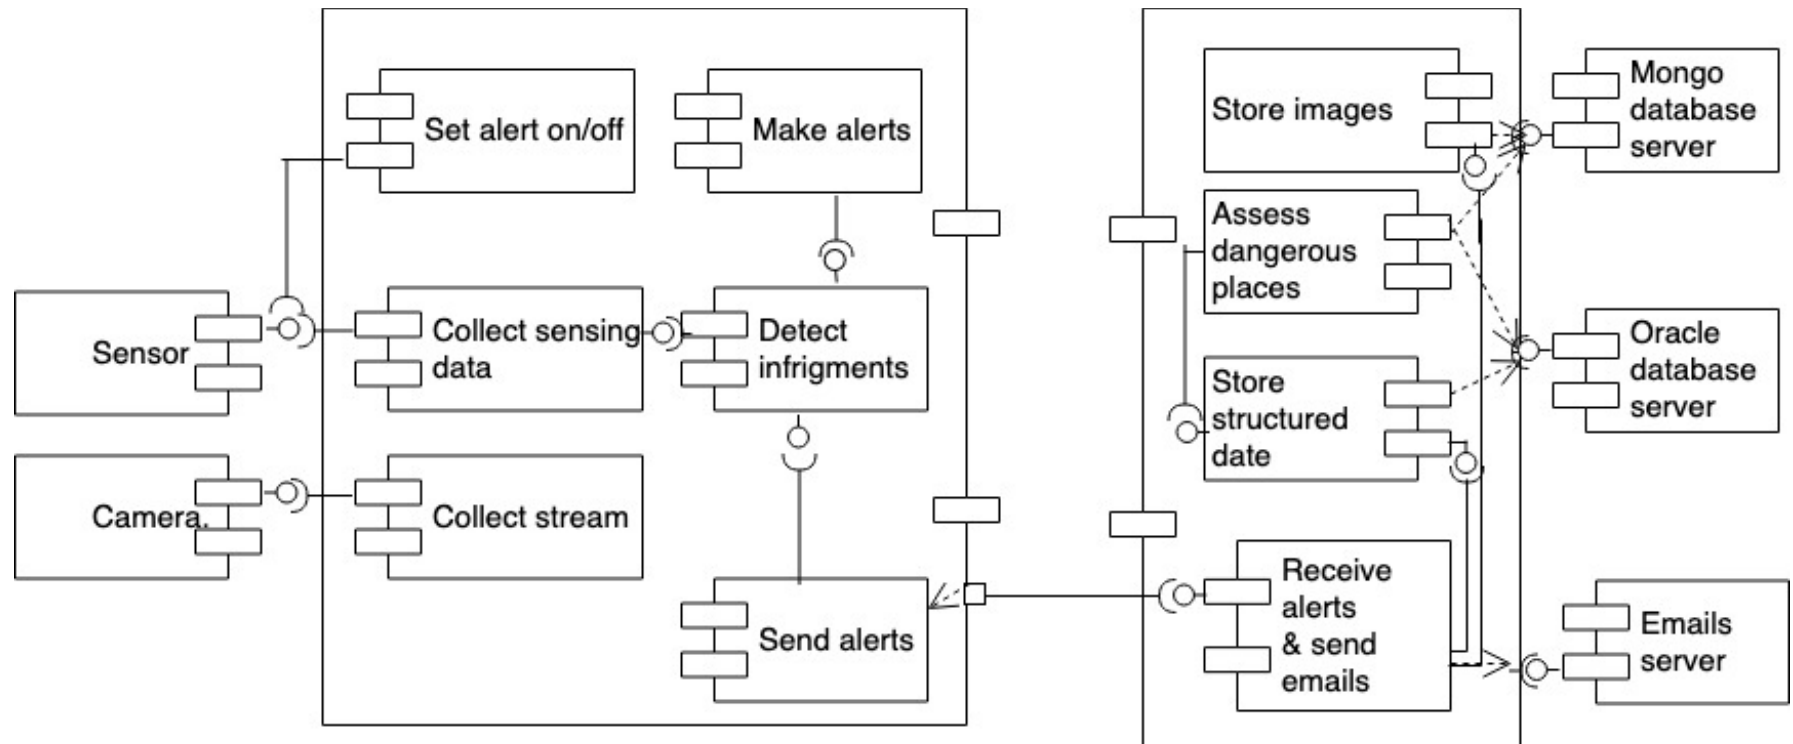 Set alert on/off
Make alerts
Sensor
Collect sensing
data
Detect
infrigments
Camera.
Collect stream
Send alerts
Store images
Assess
dangerous
places
Store
structured
date
Receive
alerts
& send
emails
Mongo
database
server
Oracle
database
server
Emails
server